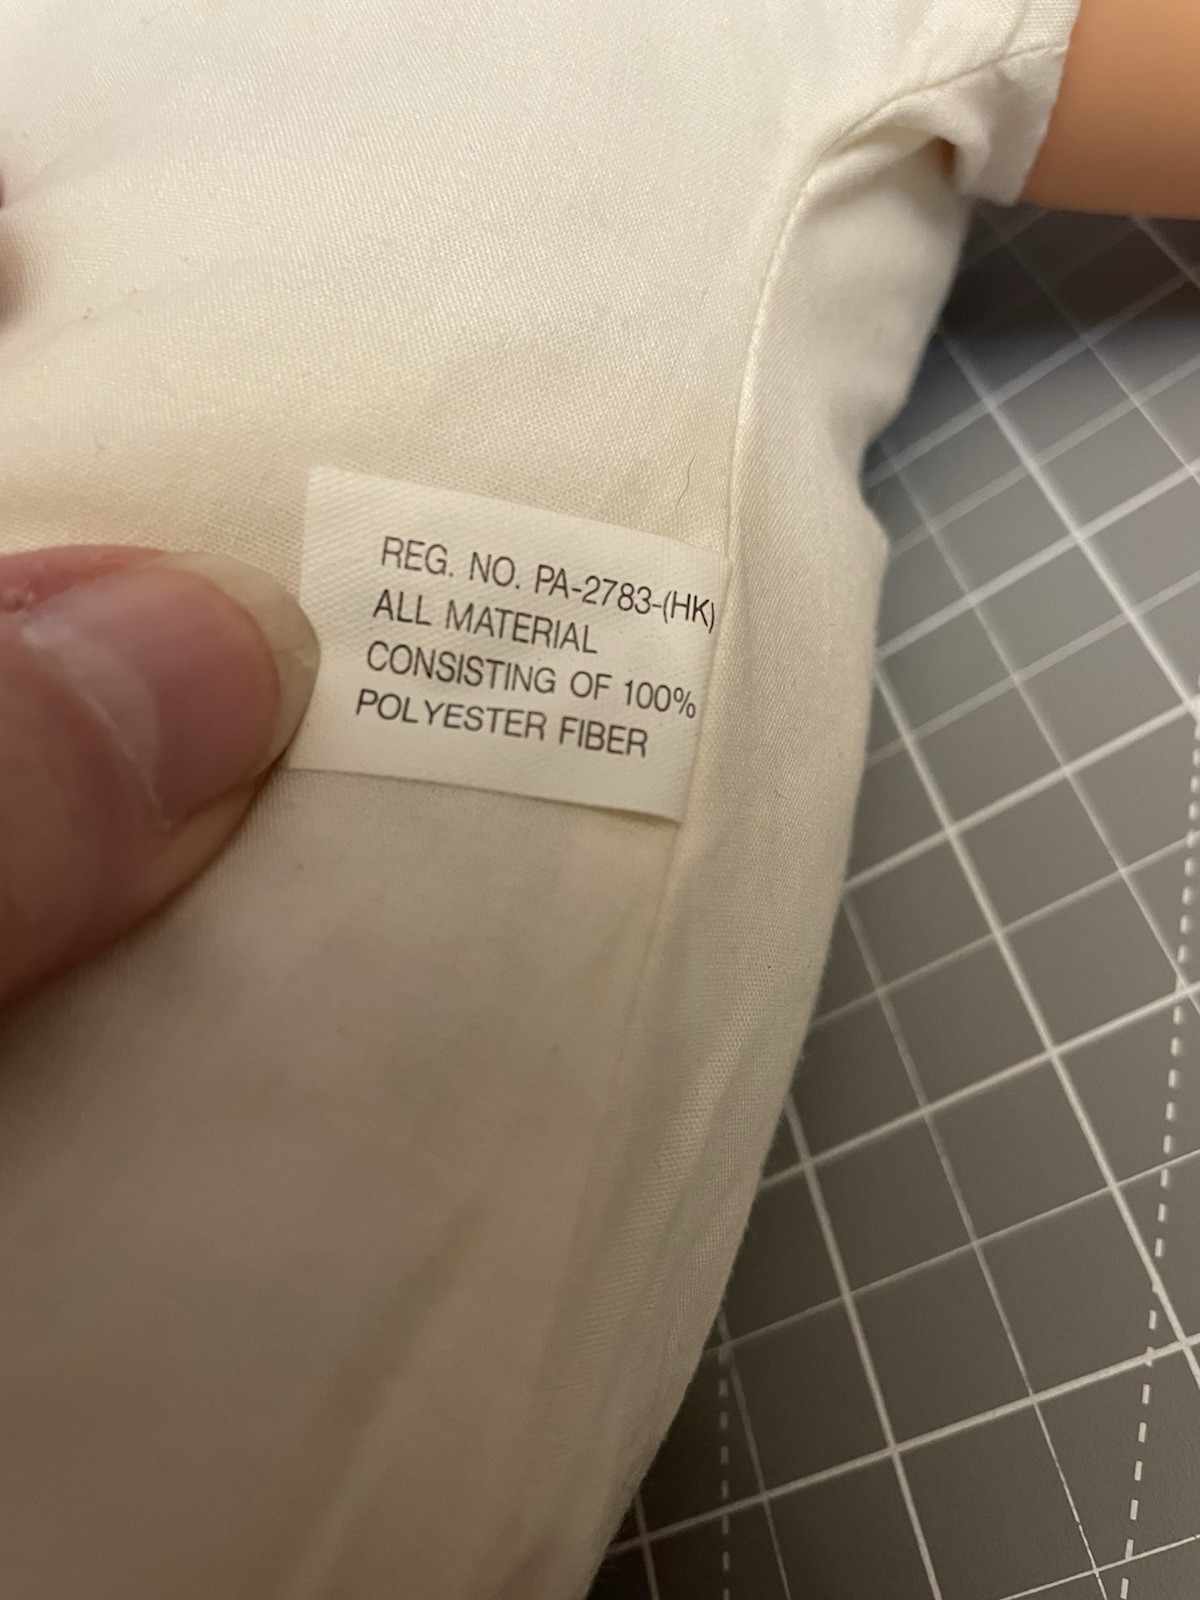 REG. NO. PA-2783-(HK)
ALL MATERIAL
CONSISTING OF 100%
POLYESTER FIBER